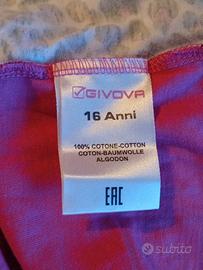 GIVOVA
16 Anni
100% COTONE-COTTON
COTON-BAUMWOLLE
ALGODON
EAC
subito